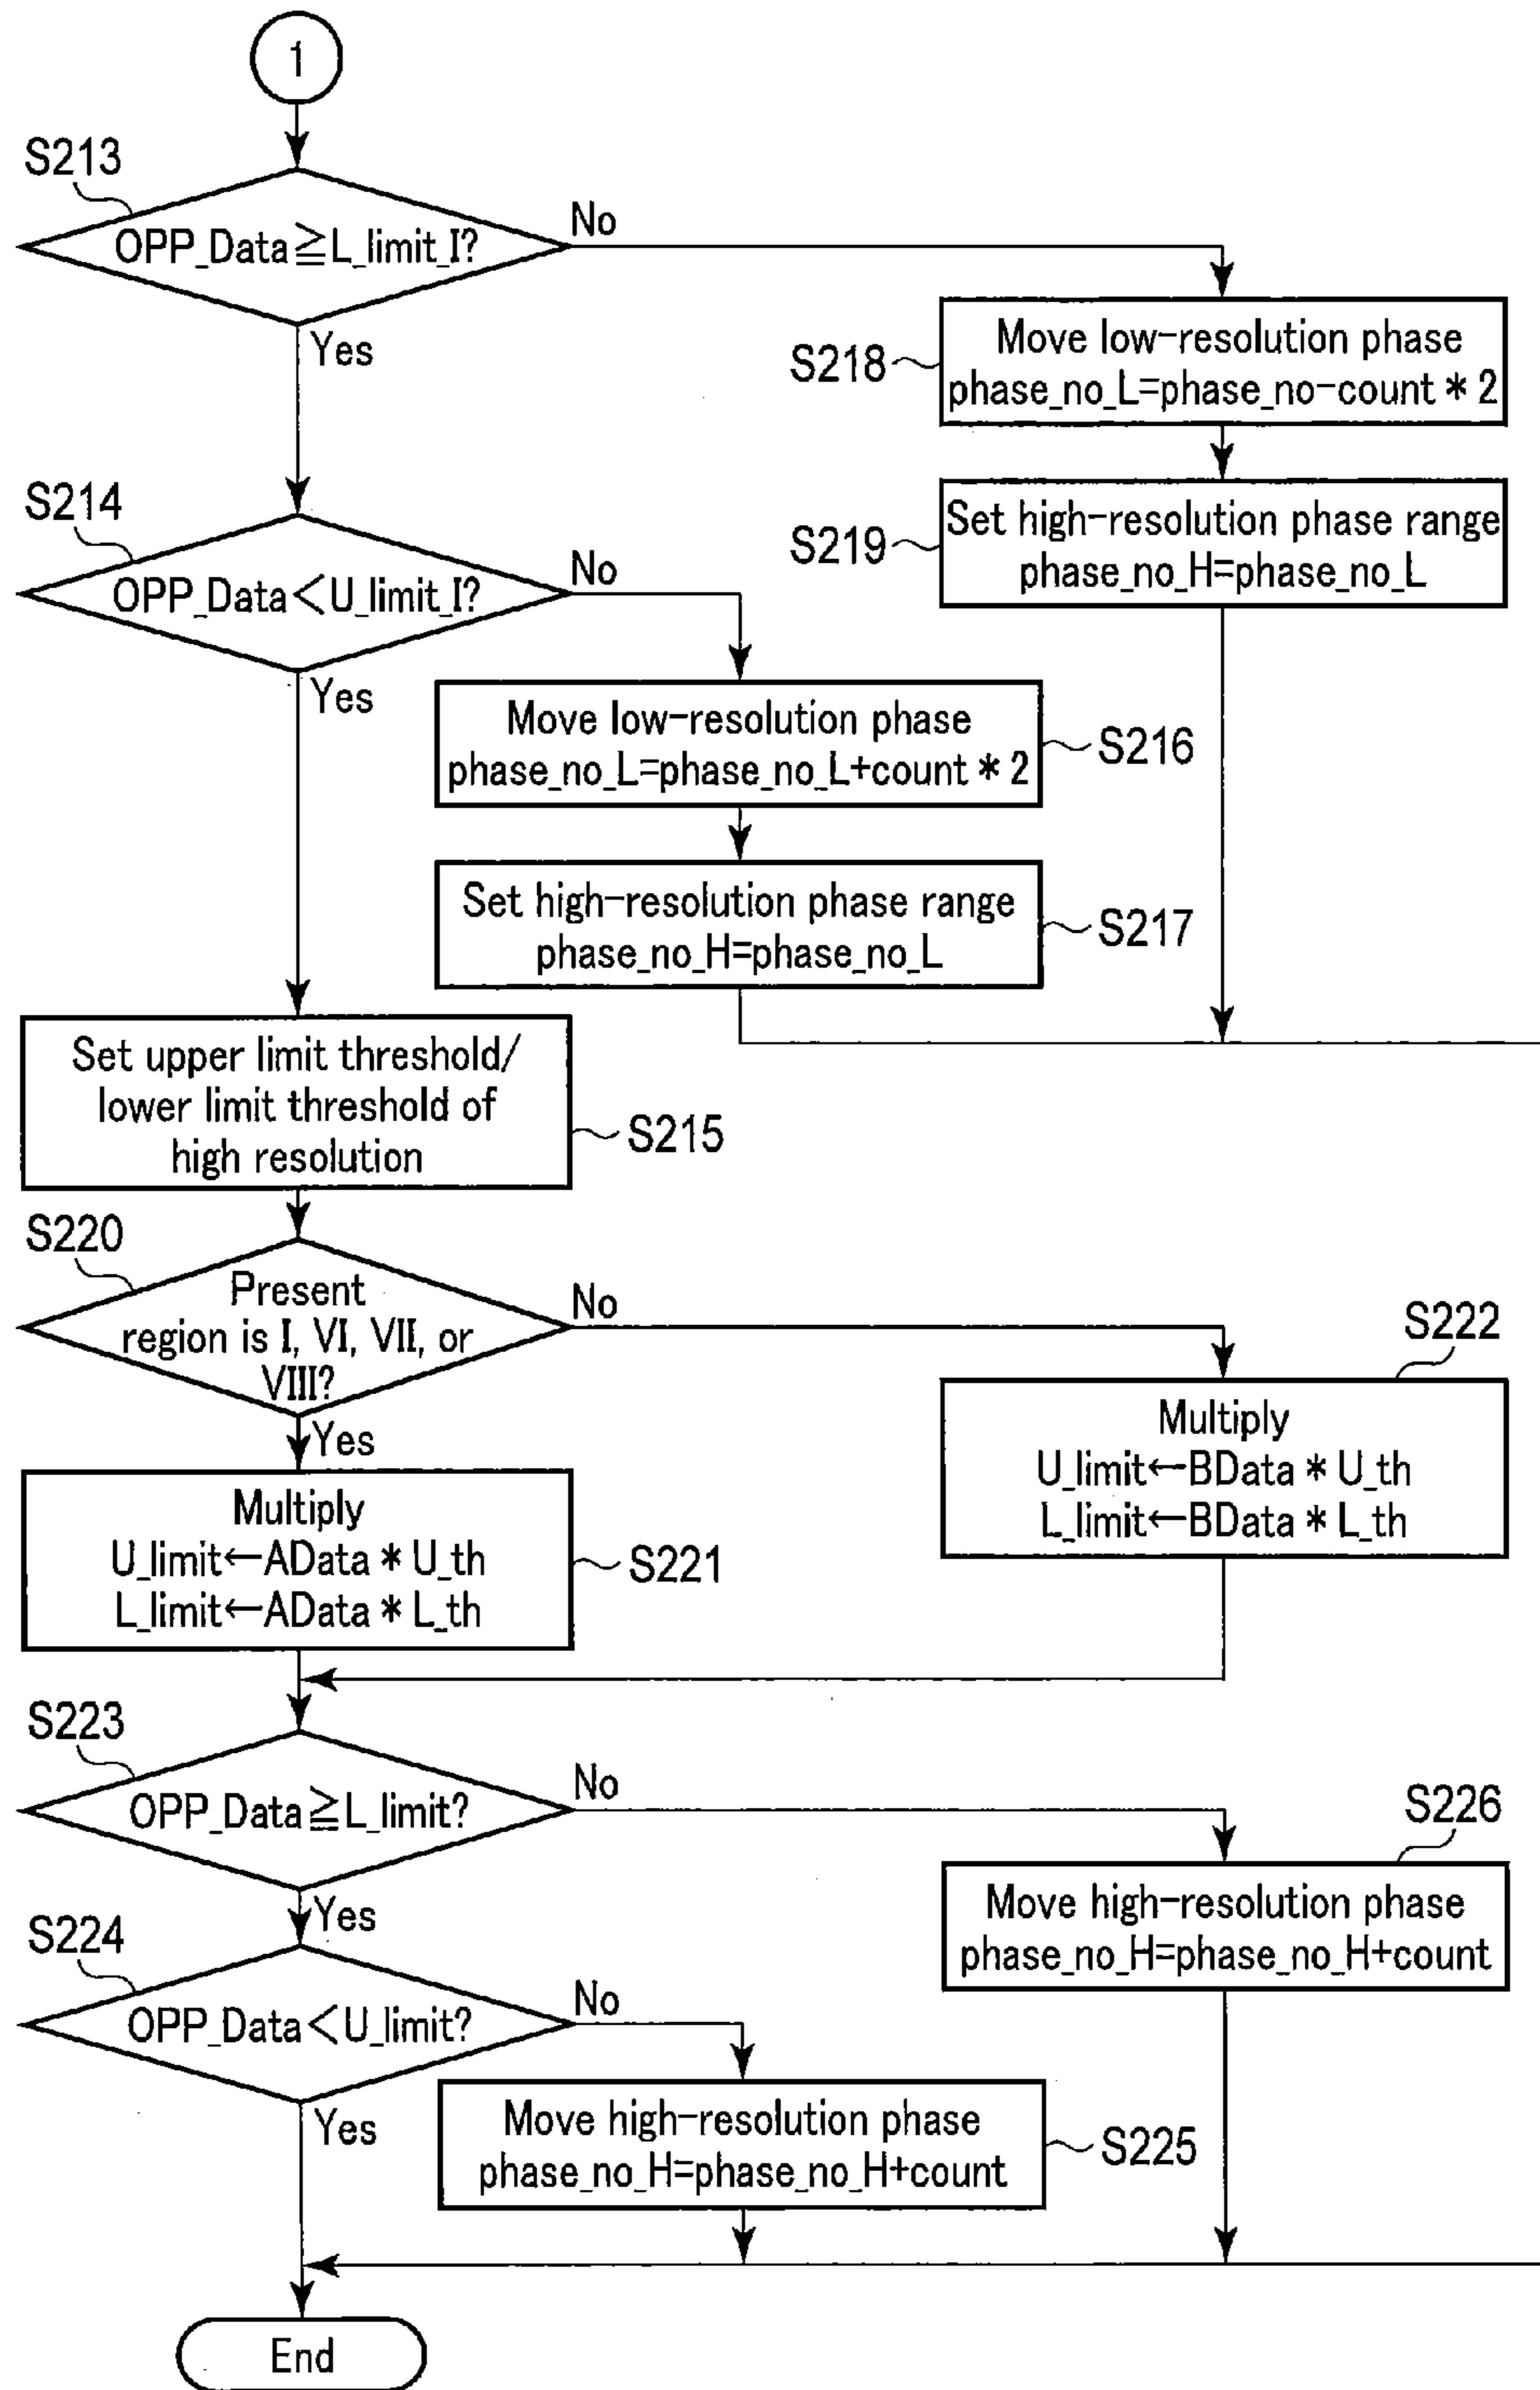 1
S213
OPP_Data≧L_limit_I?
No
Yes
S218
Move low-resolution phase
phase_no_L=phase_no-count*2
S219
Set high-resolution phase range
phase_no_H=phase_no_L
S214
OPP_Data<U_limit_I?
No
Yes
Move low-resolution phase
phase_no_L=phase_no_L+count*2
S216
Set high-resolution phase range
phase_no_H=phase_no_L
S217
Set upper limit threshold/
lower limit threshold of
high resolution
S215
S220
Present
region is I, VI, VII, or
VIII?
No
Yes
S222
Multiply
U_limit←BData*U_th
L_limit←BData*L_th
Multiply
U_limit←AData*U_th
L_limit←AData*L_th
S221
S223
OPP_Data≧L_limit?
No
Yes
S226
Move high-resolution phase
phase_no_H=phase_no_H+count
S224
OPP_Data<U_limit?
No
Yes
Move high-resolution phase
phase_no_H=phase_no_H+count
S225
End